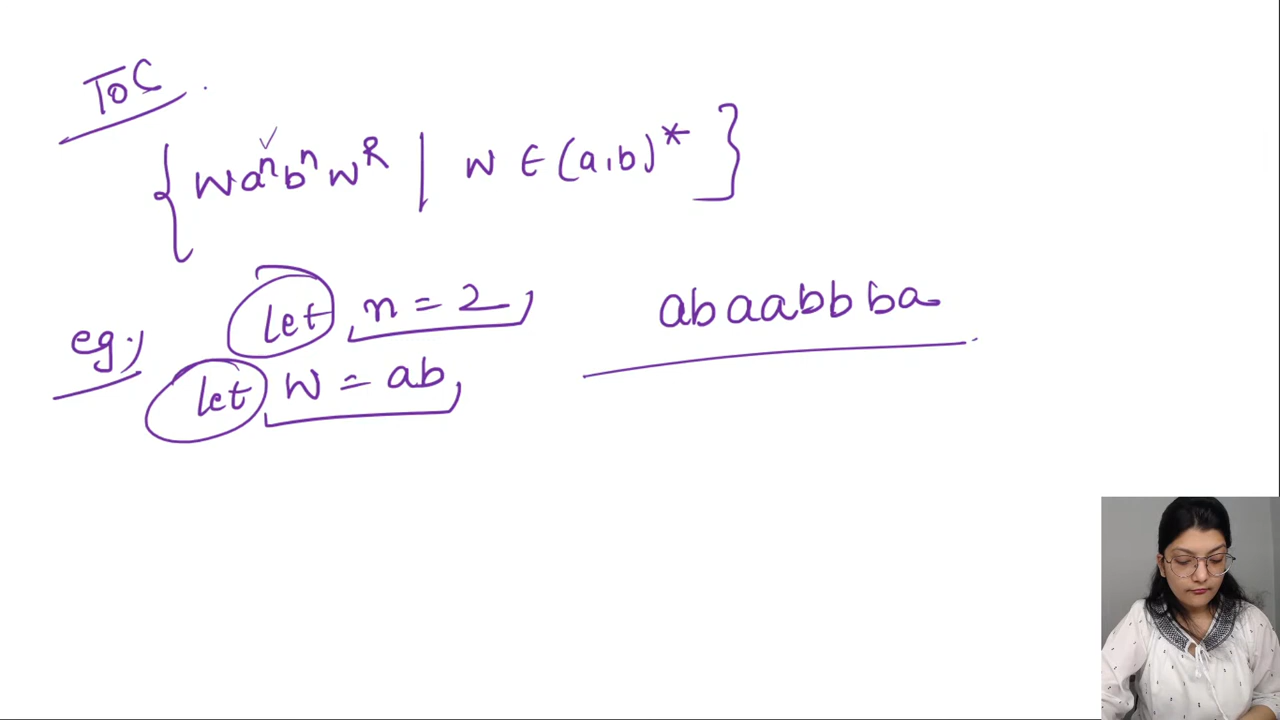 ToC .
{ w aⁿ bⁿ wᴿ | w ∈ (a,b)* }
eg;) let n = 2, abaabbba
let w = ab,